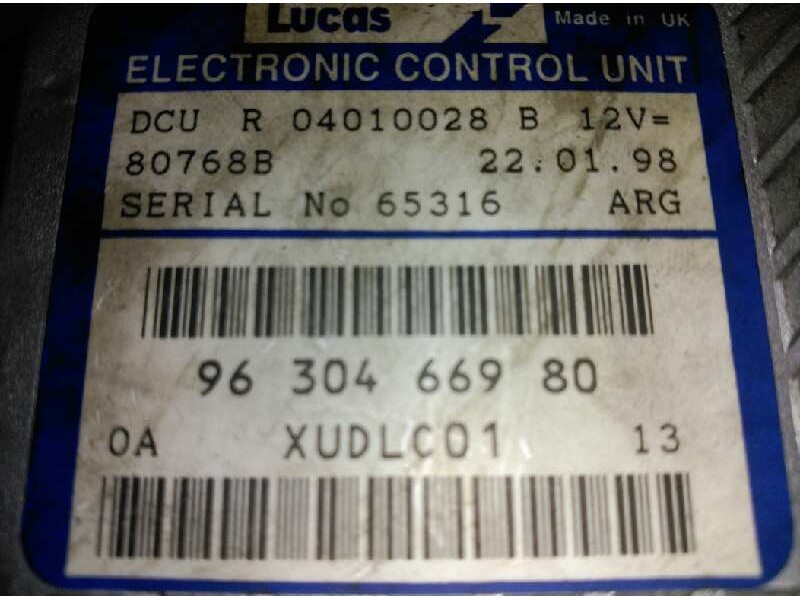 Lucas
Made in UK
ELECTRONIC CONTROL UNIT
DCU R 04010028 B 12V=
80768B 22.01.98
SERIAL No 65316 ARG
96 304 669 80
0A XUDLC01 13